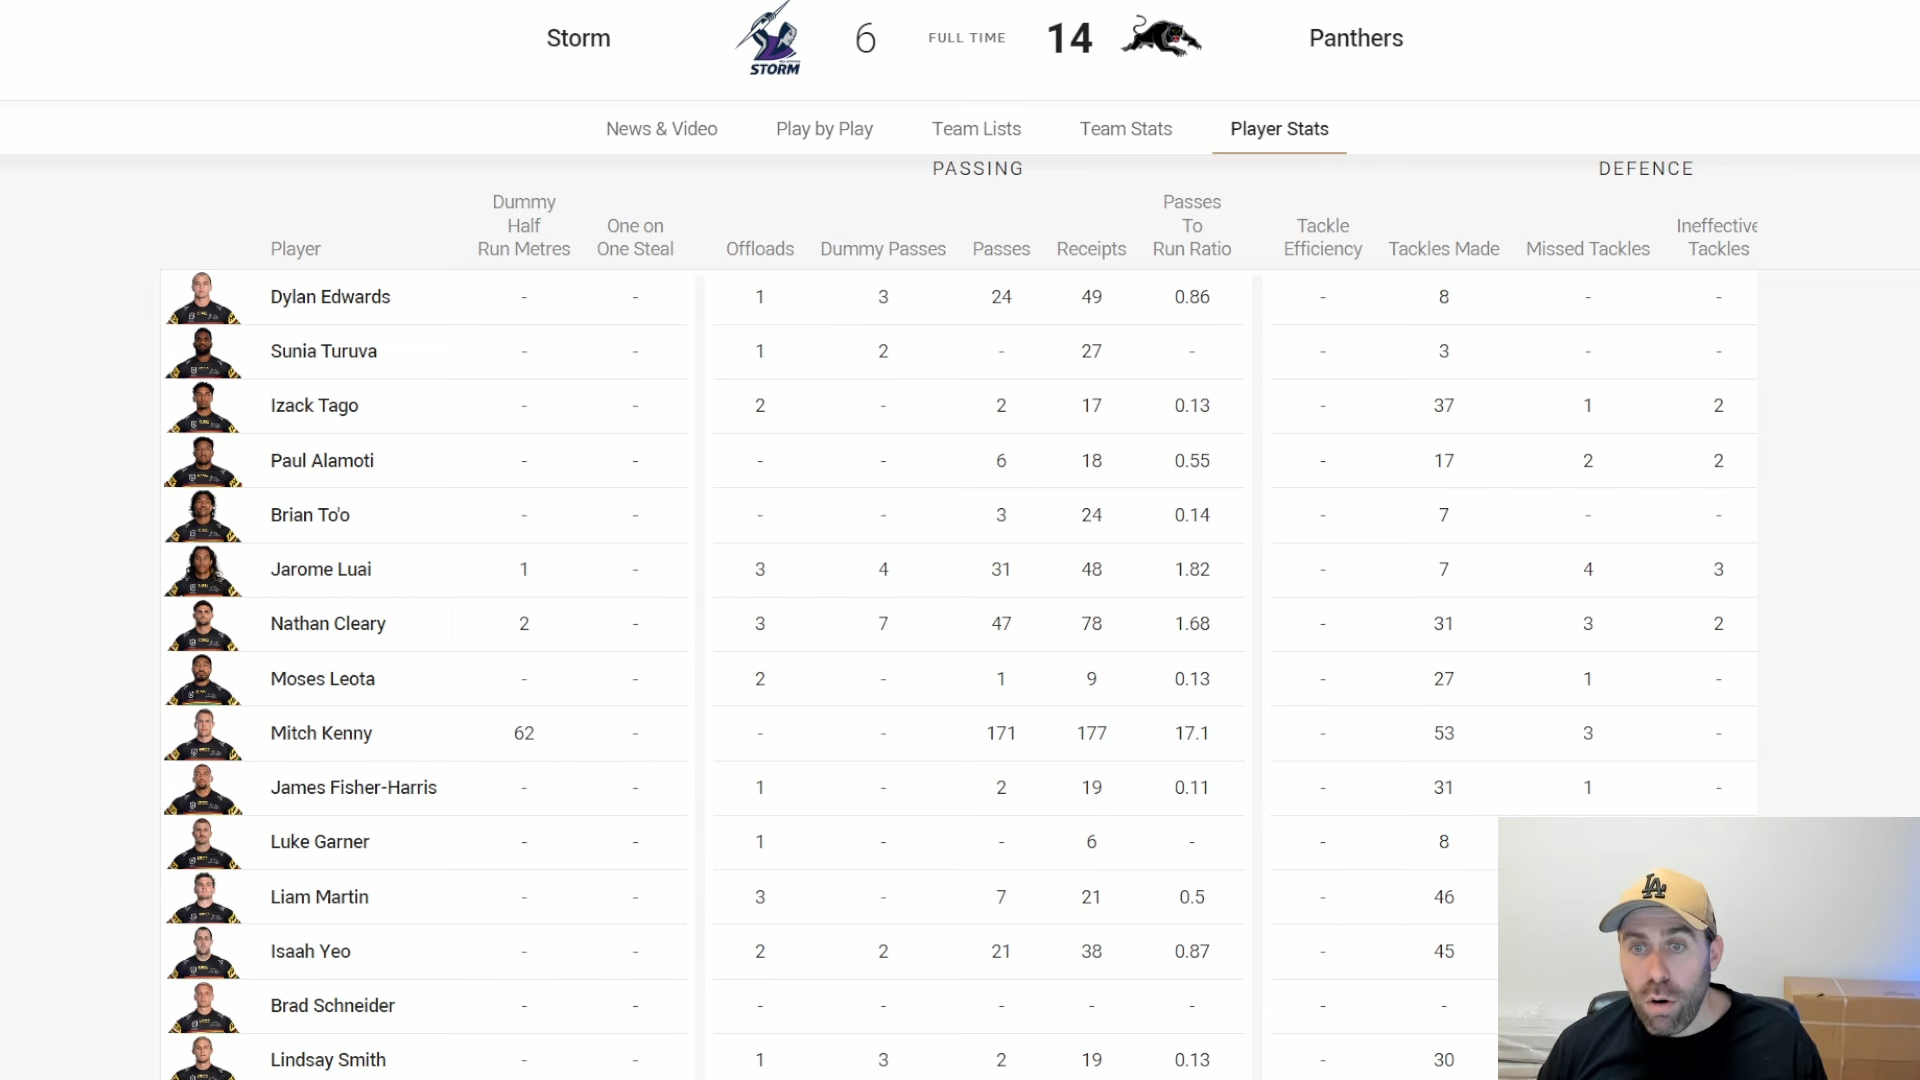 Storm STORM 6 FULL TIME 14 Panthers
News & Video Play by Play Team Lists Team Stats Player Stats
PASSING DEFENCE
Player Dummy Half Run Metres One on One Steal Offloads Dummy Passes Passes Receipts Passes To Run Ratio Tackle Efficiency Tackles Made Missed Tackles Ineffective Tackles
Dylan Edwards - - 1 3 24 49 0.86 - 8 - -
Sunia Turuva - - 1 2 - 27 - - 3 - -
Izack Tago - - 2 - 2 17 0.13 - 37 1 2
Paul Alamoti - - - - 6 18 0.55 - 17 2 2
Brian To'o - - - - 3 24 0.14 - 7 - -
Jarome Luai 1 - 3 4 31 48 1.82 - 7 4 3
Nathan Cleary 2 - 3 7 47 78 1.68 - 31 3 2
Moses Leota - - 2 - 1 9 0.13 - 27 1 -
Mitch Kenny 62 - - - 171 177 17.1 - 53 3 -
James Fisher-Harris - - 1 - 2 19 0.11 - 31 1 -
Luke Garner - - 1 - - 6 - - 8
Liam Martin - - 3 - 7 21 0.5 - 46
Isaah Yeo - - 2 2 21 38 0.87 - 45
Brad Schneider - - - - - - - - -
Lindsay Smith - - 1 3 2 19 0.13 - 30
LA